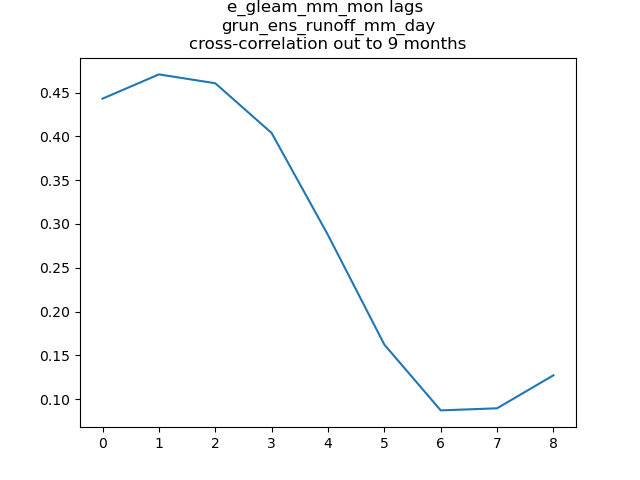 e_gleam_mm_mon lags
grun_ens_runoff_mm_day
cross-correlation out to 9 months
0.45
0.40
0.35
0.30
0.25
0.20
0.15
0.10
0 1 2 3 4 5 6 7 8